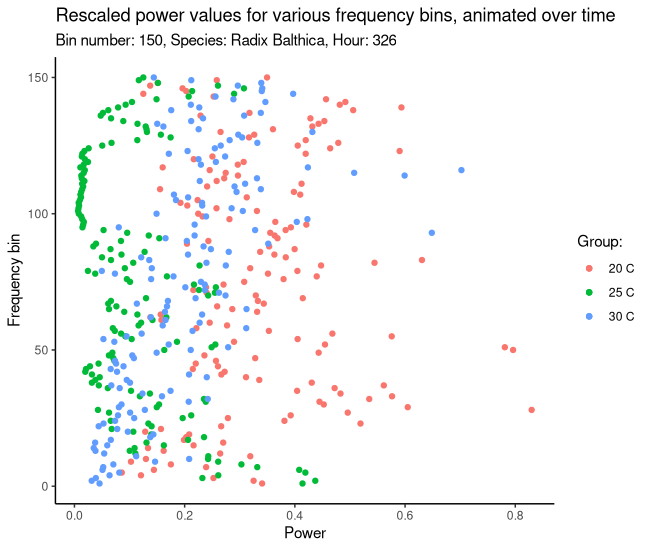 Rescaled power values for various frequency bins, animated over time
Bin number: 150, Species: Radix Balthica, Hour: 326
150
100
50
0
Frequency bin
0.0 0.2 0.4 0.6 0.8
Power
Group:
20 C
25 C
30 C